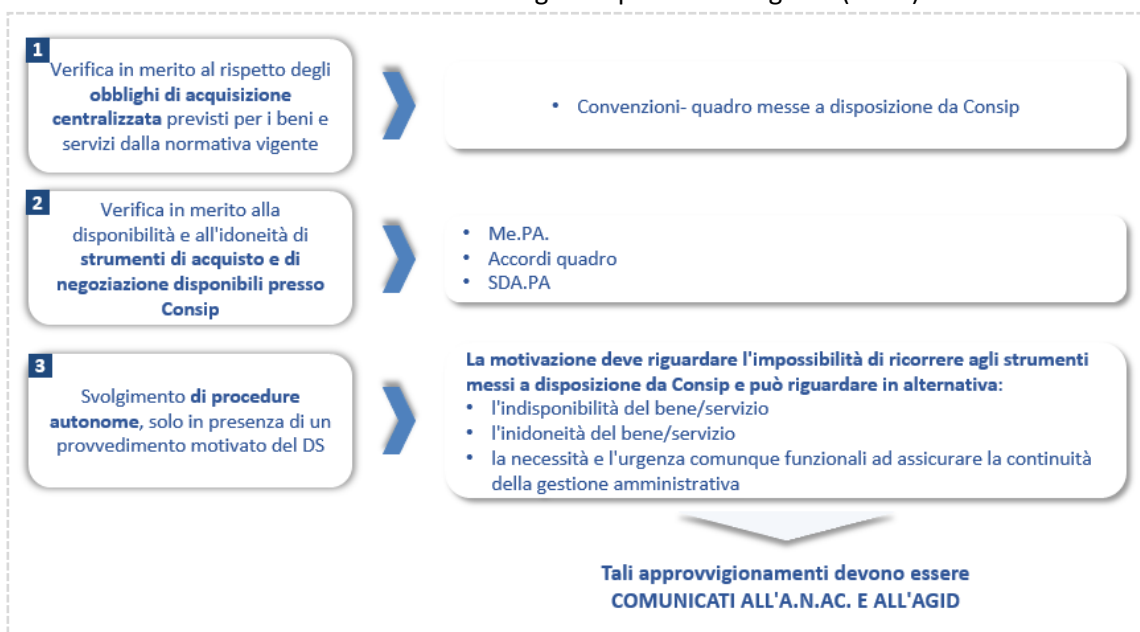 1
Verifica in merito al rispetto degli
obblighi di acquisizione
centralizzata previsti per i beni e
servizi dalla normativa vigente
• Convenzioni- quadro messe a disposizione da Consip
2
Verifica in merito alla
disponibilità e all'idoneità di
strumenti di acquisto e di
negoziazione disponibili presso
Consip
• Me.PA.
• Accordi quadro
• SDA.PA
3
Svolgimento di procedure
autonome, solo in presenza di un
provvedimento motivato del DS
La motivazione deve riguardare l'impossibilità di ricorrere agli strumenti
messi a disposizione da Consip e può riguardare in alternativa:
• l'indisponibilità del bene/servizio
• l'inidoneità del bene/servizio
• la necessità e l'urgenza comunque funzionali ad assicurare la continuità
della gestione amministrativa
Tali approvvigionamenti devono essere
COMUNICATI ALL'A.N.AC. E ALL'AGID